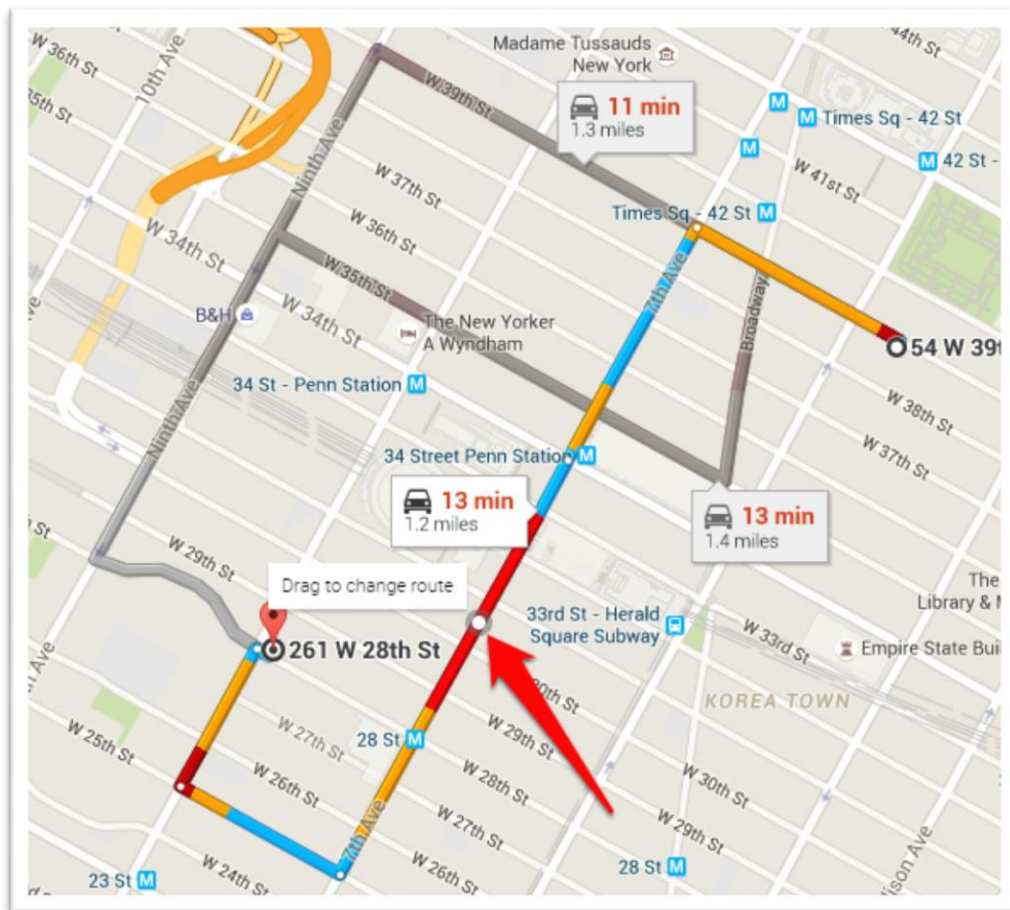 W 36th St
10th Ave
Madame Tussauds
New York
44th St
35th St
W 39th St
11 min
1.3 miles
Times Sq - 42 St
42 St -
Ninth Ave
W 37th St
W 41st St
W 36th St
Times Sq - 42 St
W 34th St
W 35th St
7th Ave
B&H
W 34th St
The New Yorker
A Wyndham
Broadway
54 W 39t
34 St - Penn Station
W 38th St
Ninth Ave
W 37th St
34 Street Penn Station
13 min
1.2 miles
13 min
1.4 miles
St
W 29th St
Drag to change route
The
Library &
33rd St - Herald
Square Subway
W 33rd St
261 W 28th St
Empire State Buil
Ave
KOREA TOWN
W 25th St
W 27th St
28 St
W 29th St
W 30th St
W 26th St
W 28th St
7th Ave
W 27th St
W 29th St
W 24th St
W 26th St
28 St
23 St